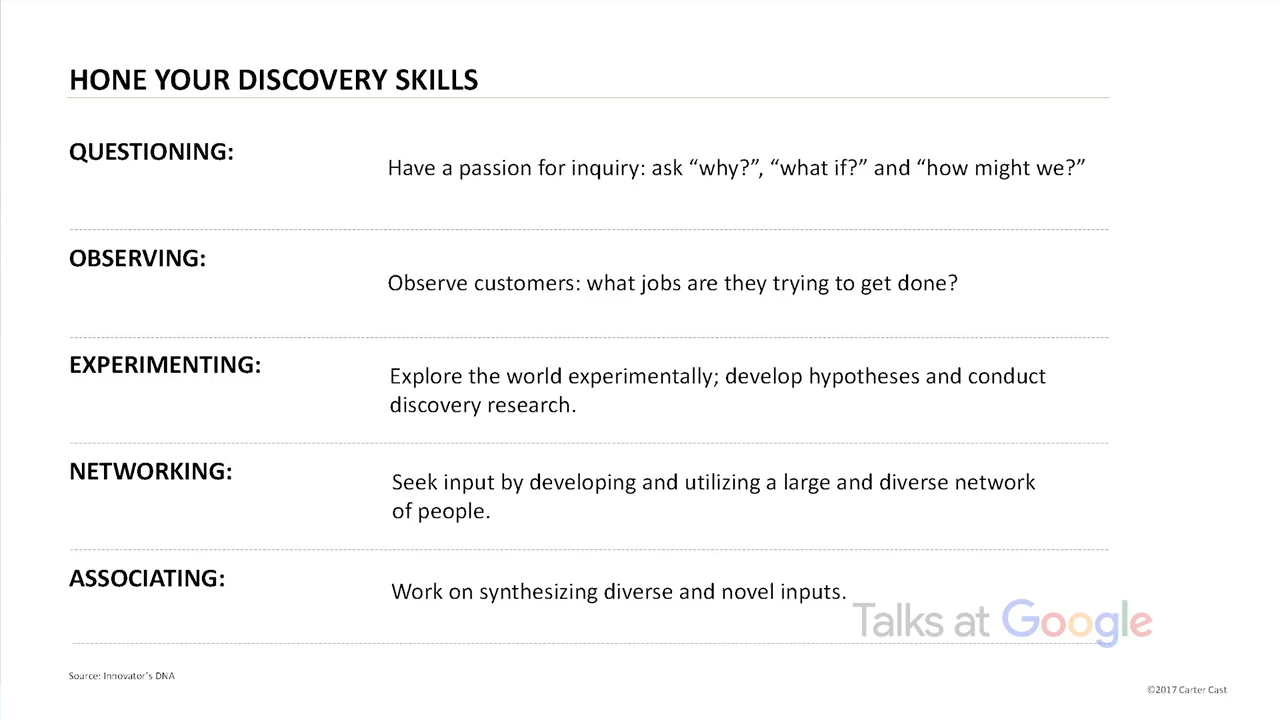 HONE YOUR DISCOVERY SKILLS
QUESTIONING:
Have a passion for inquiry: ask “why?”, “what if?” and “how might we?”
OBSERVING:
Observe customers: what jobs are they trying to get done?
EXPERIMENTING:
Explore the world experimentally; develop hypotheses and conduct
discovery research.
NETWORKING:
Seek input by developing and utilizing a large and diverse network
of people.
ASSOCIATING:
Work on synthesizing diverse and novel inputs.
Talks at Google
Source: Innovator’s DNA
©2017 Carter Cast